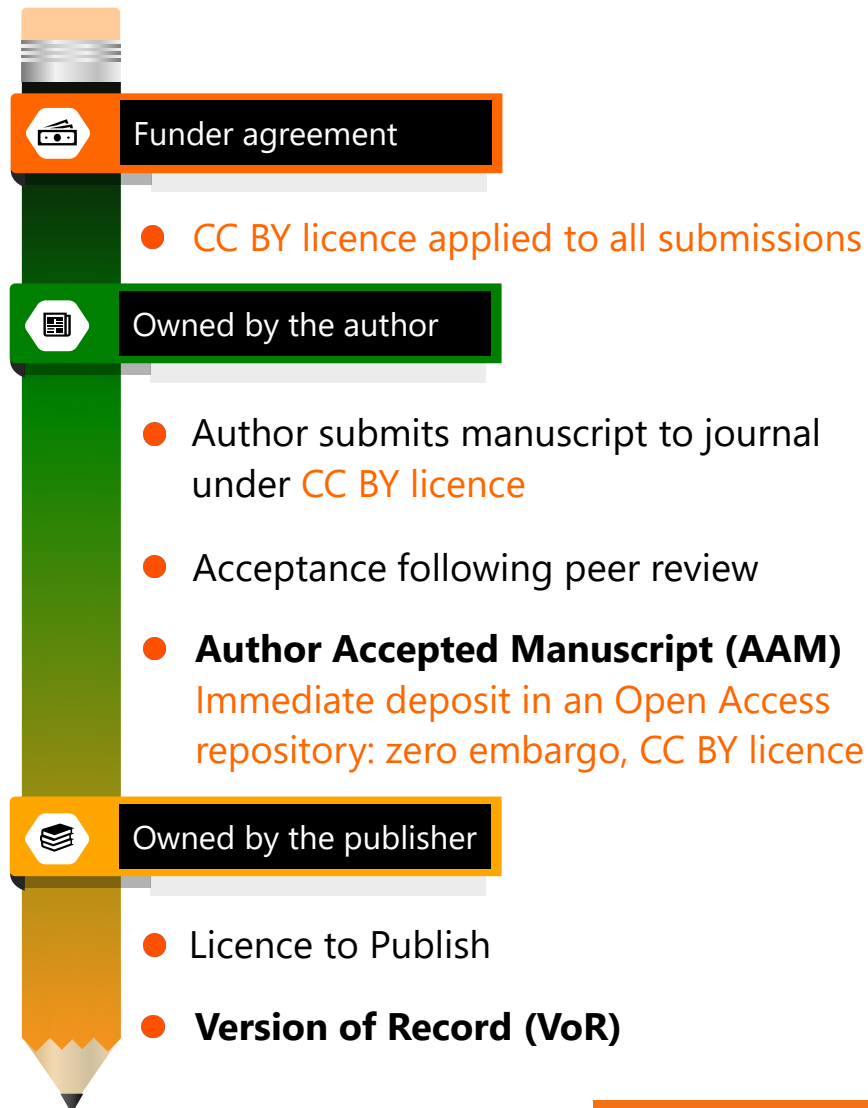 Funder agreement
CC BY licence applied to all submissions
Owned by the author
Author submits manuscript to journal
under CC BY licence
Acceptance following peer review
Author Accepted Manuscript (AAM)
Immediate deposit in an Open Access
repository: zero embargo, CC BY licence
Owned by the publisher
Licence to Publish
Version of Record (VoR)